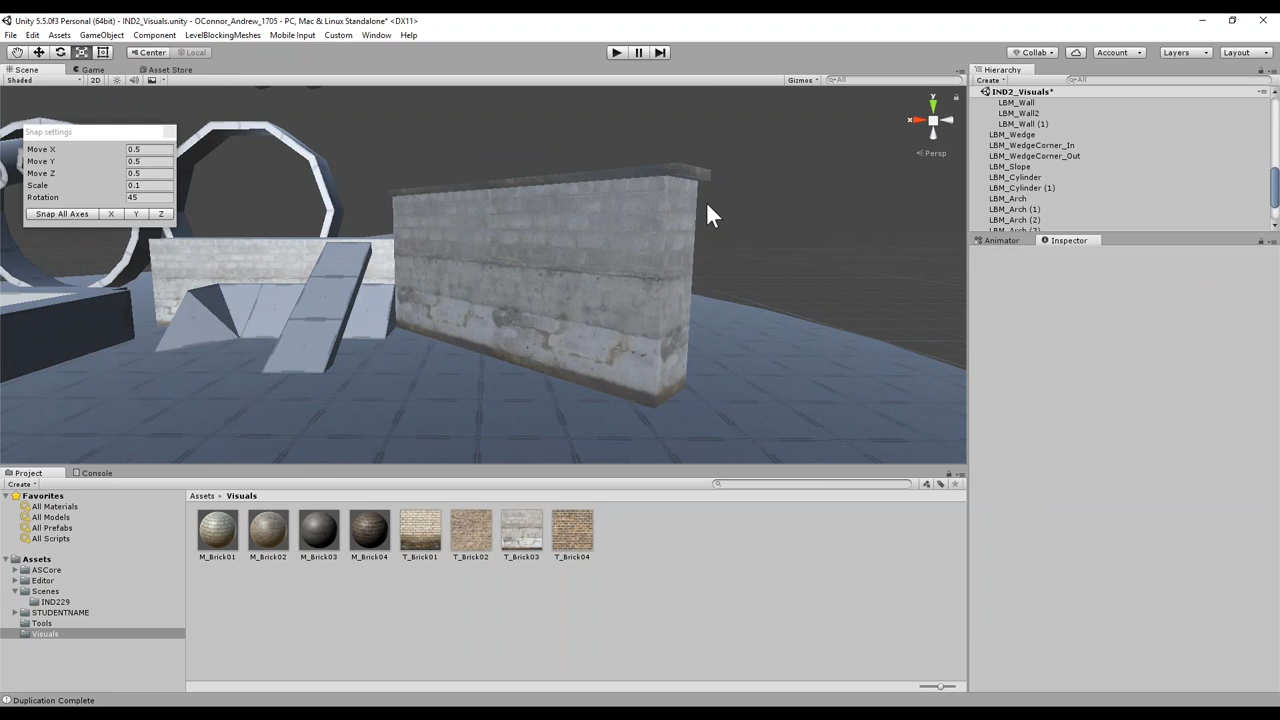 Unity 5.5.0f3 Personal (64bit) - IND2_Visuals.unity - OConnor_Andrew_1705 - PC, Mac & Linux Standalone* <DX11>
File Edit Assets GameObject Component LevelBlockingMeshes Mobile Input Custom Window Help
Center Local Collab Account Layers Layout
Scene Game Asset Store
Shaded 2D Gizmos All
Snap settings
Move X 0.5
Move Y 0.5
Move Z 0.5
Scale 0.1
Rotation 45
Snap All Axes X Y Z
y
x
Persp
Hierarchy
Create All
IND2_Visuals*
LBM_Wall
LBM_Wall2
LBM_Wall (1)
LBM_Wedge
LBM_WedgeCorner_In
LBM_WedgeCorner_Out
LBM_Slope
LBM_Cylinder
LBM_Cylinder (1)
LBM_Arch
LBM_Arch (1)
LBM_Arch (2)
LBM_Arch (3)
Animator Inspector
Project Console
Create
Favorites
All Materials
All Models
All Prefabs
All Scripts
Assets
ASCore
Editor
Scenes
IND229
STUDENTNAME
Tools
Visuals
Assets Visuals
M_Brick01 M_Brick02 M_Brick03 M_Brick04 T_Brick01 T_Brick02 T_Brick03 T_Brick04
Duplication Complete